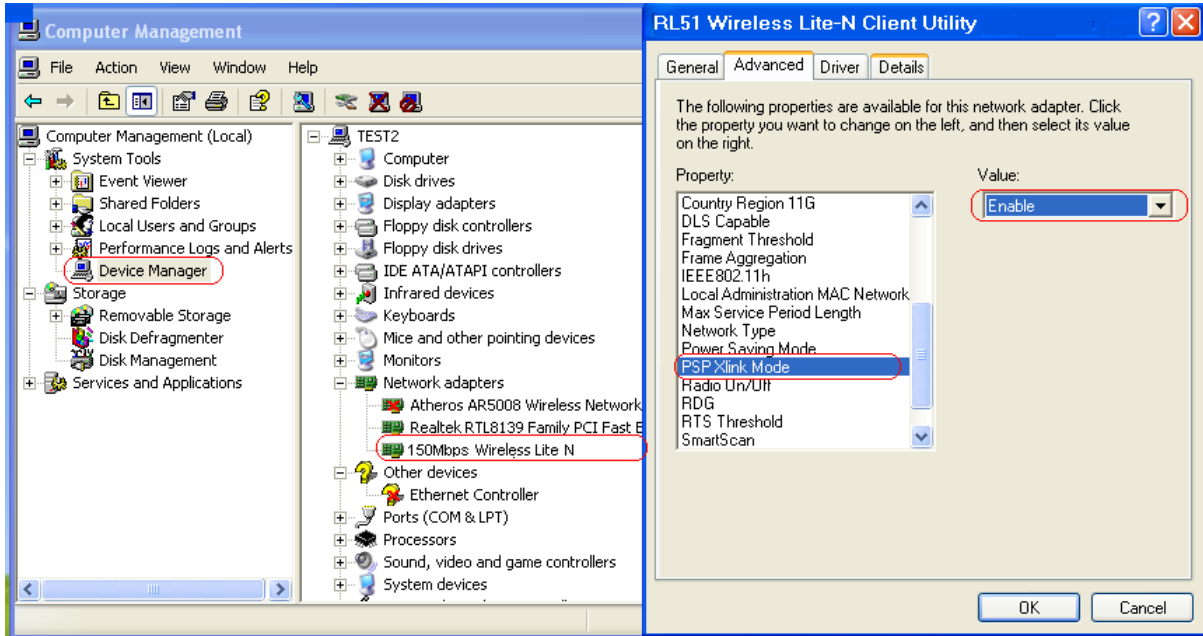 Computer Management
File Action View Window Help
Computer Management (Local)
System Tools
Event Viewer
Shared Folders
Local Users and Groups
Performance Logs and Alerts
Device Manager
Storage
Removable Storage
Disk Defragmenter
Disk Management
Services and Applications
TEST2
Computer
Disk drives
Display adapters
Floppy disk controllers
Floppy disk drives
IDE ATA/ATAPI controllers
Infrared devices
Keyboards
Mice and other pointing devices
Monitors
Network adapters
Atheros AR5008 Wireless Network
Realtek RTL8139 Family PCI Fast E
150Mbps Wireless Lite N
Other devices
Ethernet Controller
Ports (COM & LPT)
Processors
Sound, video and game controllers
System devices
RL51 Wireless Lite-N Client Utility
General Advanced Driver Details
The following properties are available for this network adapter. Click
the property you want to change on the left, and then select its value
on the right.
Property:
Country Region 11G
DLS Capable
Fragment Threshold
Frame Aggregation
IEEE802.11h
Local Administration MAC Network
Max Service Period Length
Network Type
Power Saving Mode
PSP Xlink Mode
Radio On/Off
RDG
RTS Threshold
SmartScan
Value:
Enable
OK Cancel